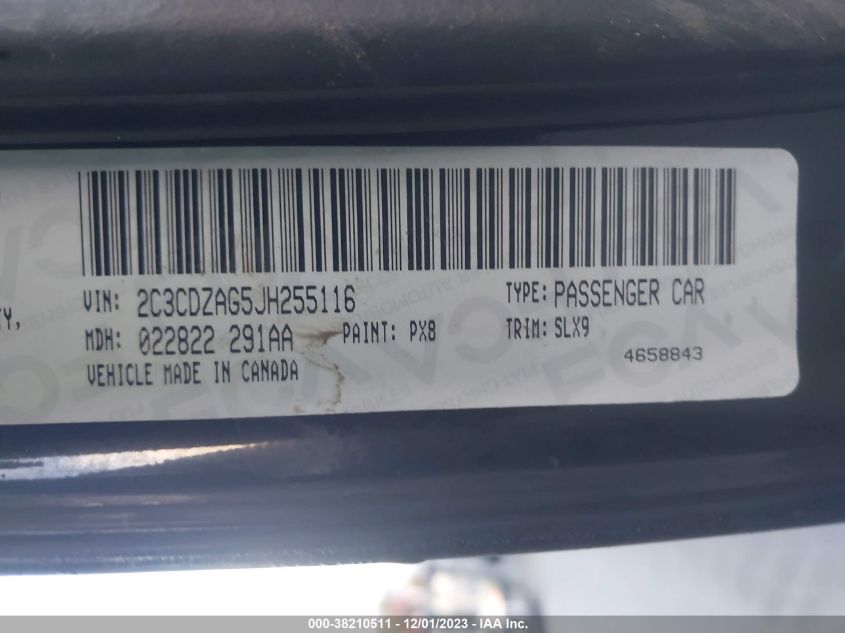 VIN: 2C3CDZAG5JH255116 TYPE: PASSENGER CAR
TY,
MDH: 022822 291AA PAINT: PX8 TRIM: SLX9
VEHICLE MADE IN CANADA 4658843
000-38210511 - 12/01/2023 - IAA Inc.